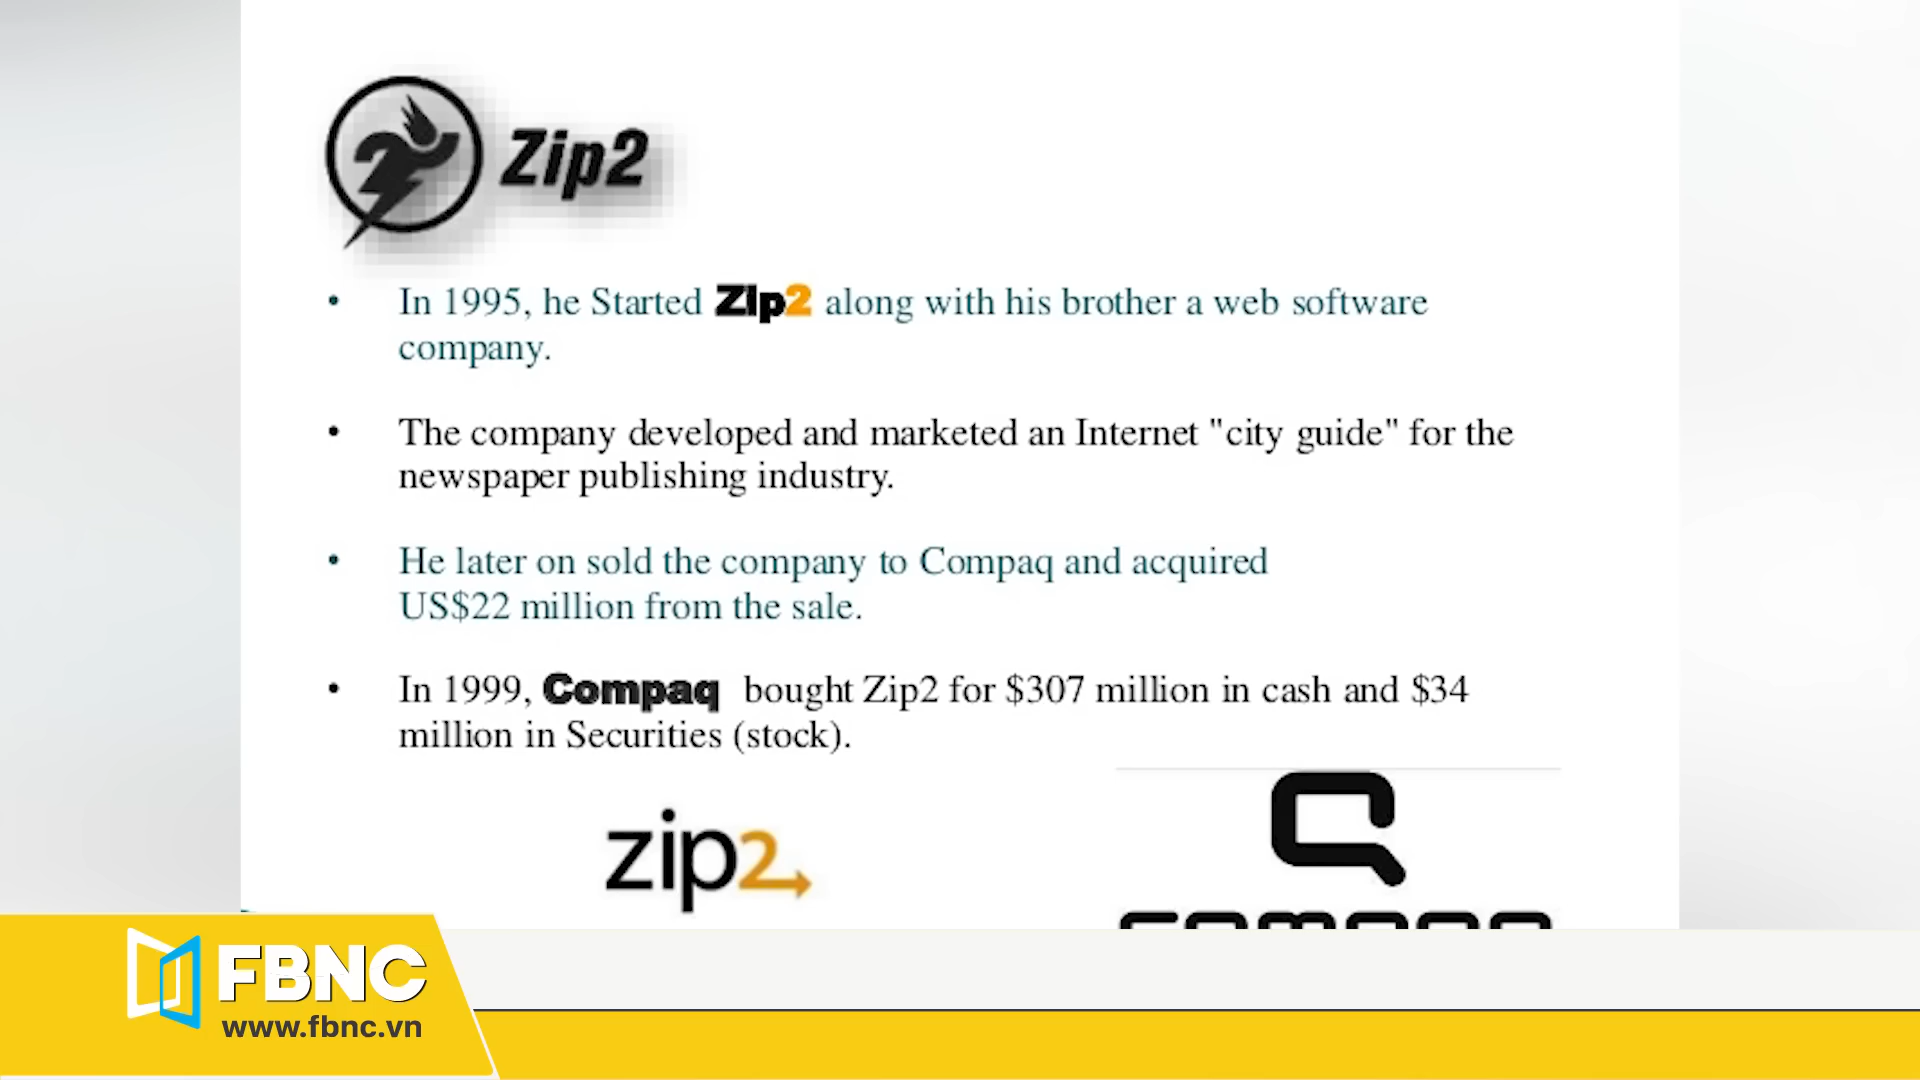 Zip2
• In 1995, he Started ZIp2 along with his brother a web software
company.
• The company developed and marketed an Internet "city guide" for the
newspaper publishing industry.
• He later on sold the company to Compaq and acquired
US$22 million from the sale.
• In 1999, Compaq bought Zip2 for $307 million in cash and $34
million in Securities (stock).
zip2
FBNC
www.fbnc.vn